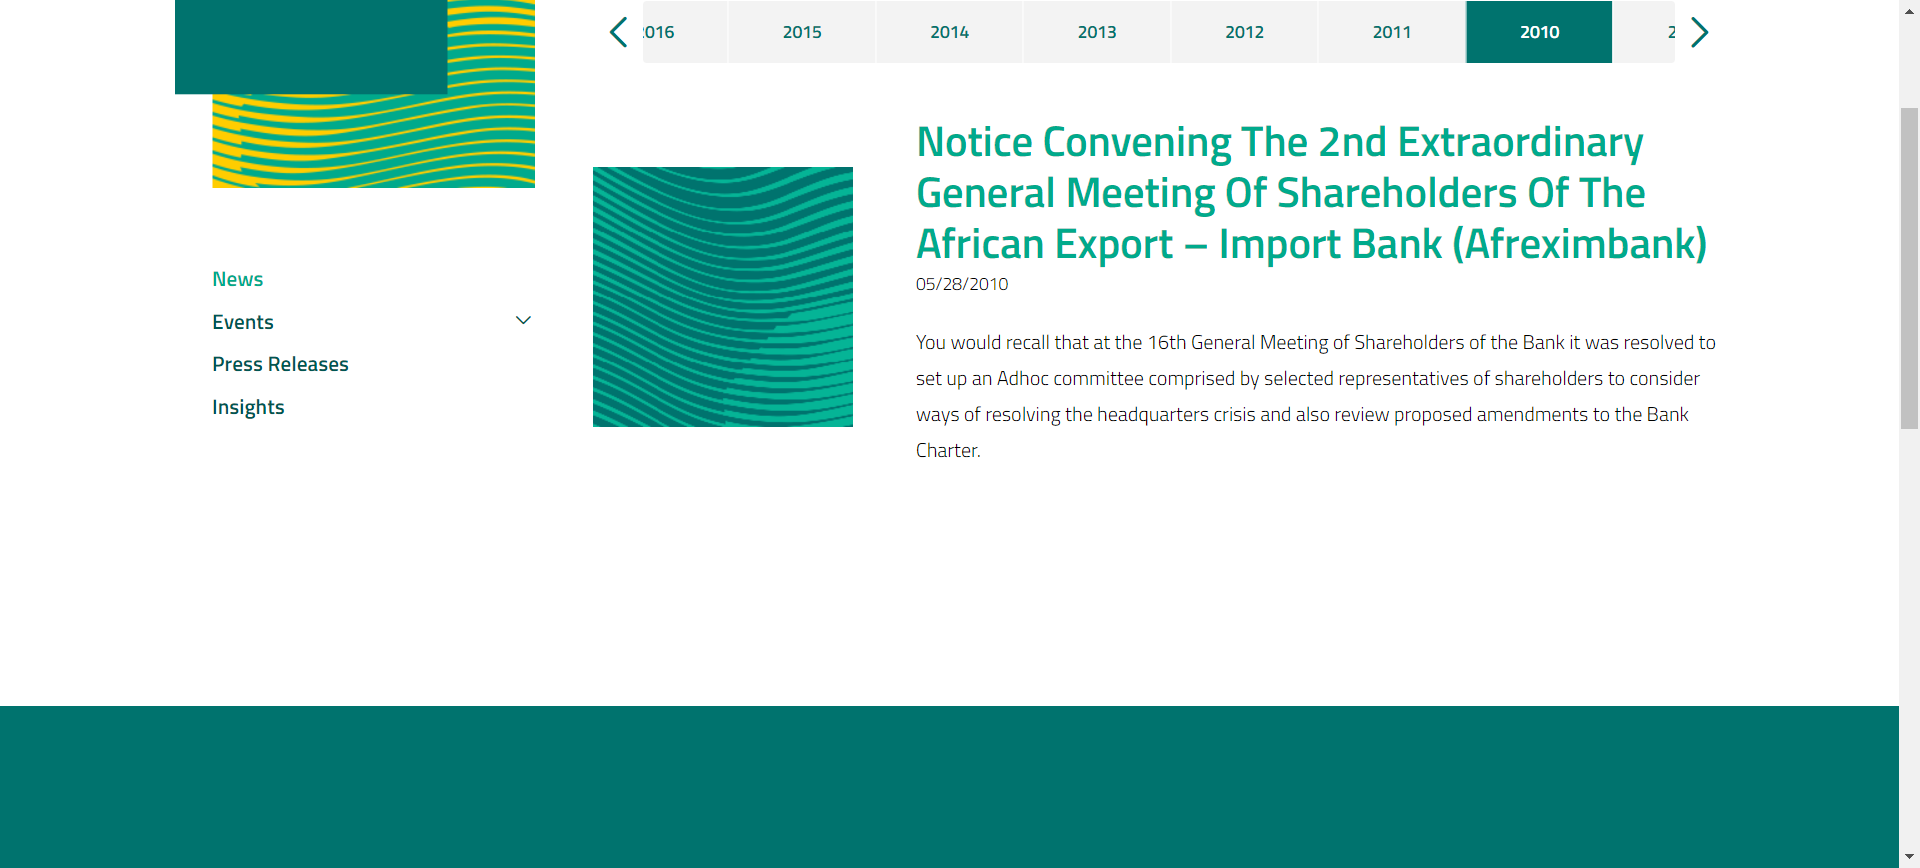 2015
2014
2013
2012
2011
2010
Notice Convening The 2nd Extraordinary
General Meeting Of Shareholders Of The
African Export – Import Bank (Afreximbank)
05/28/2010
You would recall that at the 16th General Meeting of Shareholders of the Bank it was resolved to
set up an Adhoc committee comprised by selected representatives of shareholders to consider
ways of resolving the headquarters crisis and also review proposed amendments to the Bank
Charter.
News
Events
Press Releases
Insights